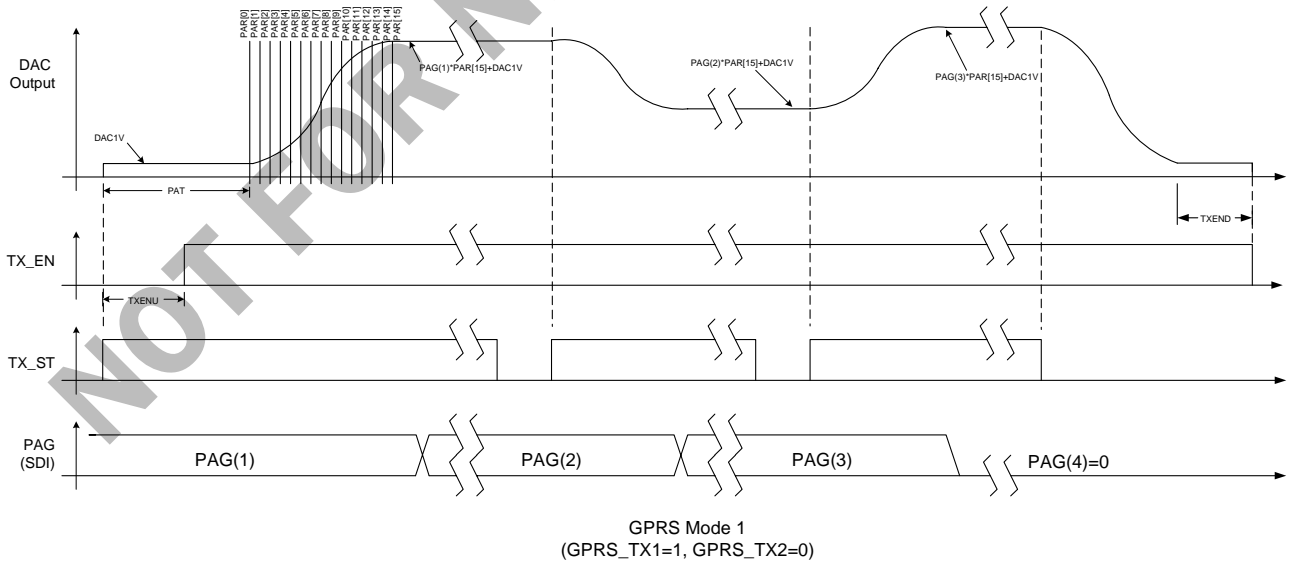 NOT FOR N
PAR[0]
PAR[1]
PAR[2]
PAR[3]
PAR[4]
PAR[5]
PAR[6]
PAR[7]
PAR[8]
PAR[9]
PAR[10]
PAR[11]
PAR[12]
PAR[13]
PAR[14]
PAR[15]
DAC
Output
DAC1V
PAT
PAG(1)*PAR[15]+DAC1V
PAG(2)*PAR[15]+DAC1V
PAG(3)*PAR[15]+DAC1V
TXEND
TX_EN
TXENU
TX_ST
PAG
(SDI)
PAG(1)
PAG(2)
PAG(3)
PAG(4)=0
GPRS Mode 1
(GPRS_TX1=1, GPRS_TX2=0)